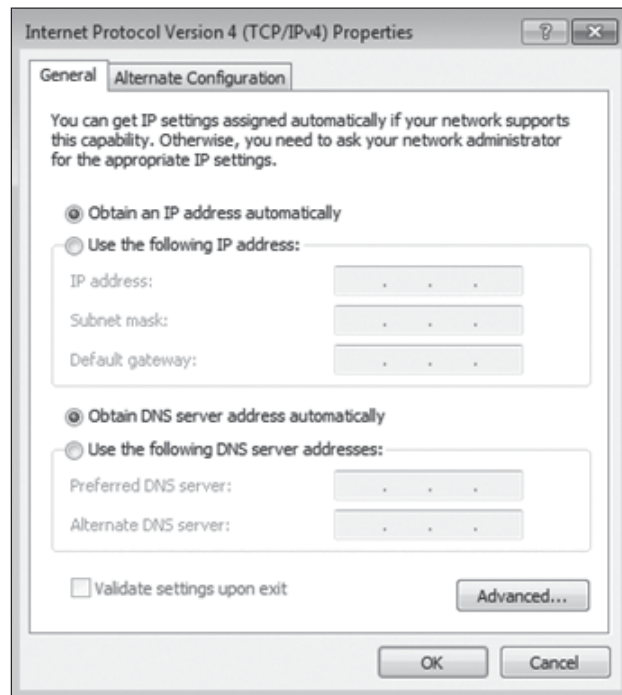 Internet Protocol Version 4 (TCP/IPv4) Properties
?
General
Alternate Configuration
You can get IP settings assigned automatically if your network supports
this capability. Otherwise, you need to ask your network administrator
for the appropriate IP settings.
Obtain an IP address automatically
Use the following IP address:
IP address:
. . .
Subnet mask:
. . .
Default gateway:
. . .
Obtain DNS server address automatically
Use the following DNS server addresses:
Preferred DNS server:
. . .
Alternate DNS server:
. . .
Validate settings upon exit
Advanced...
OK
Cancel